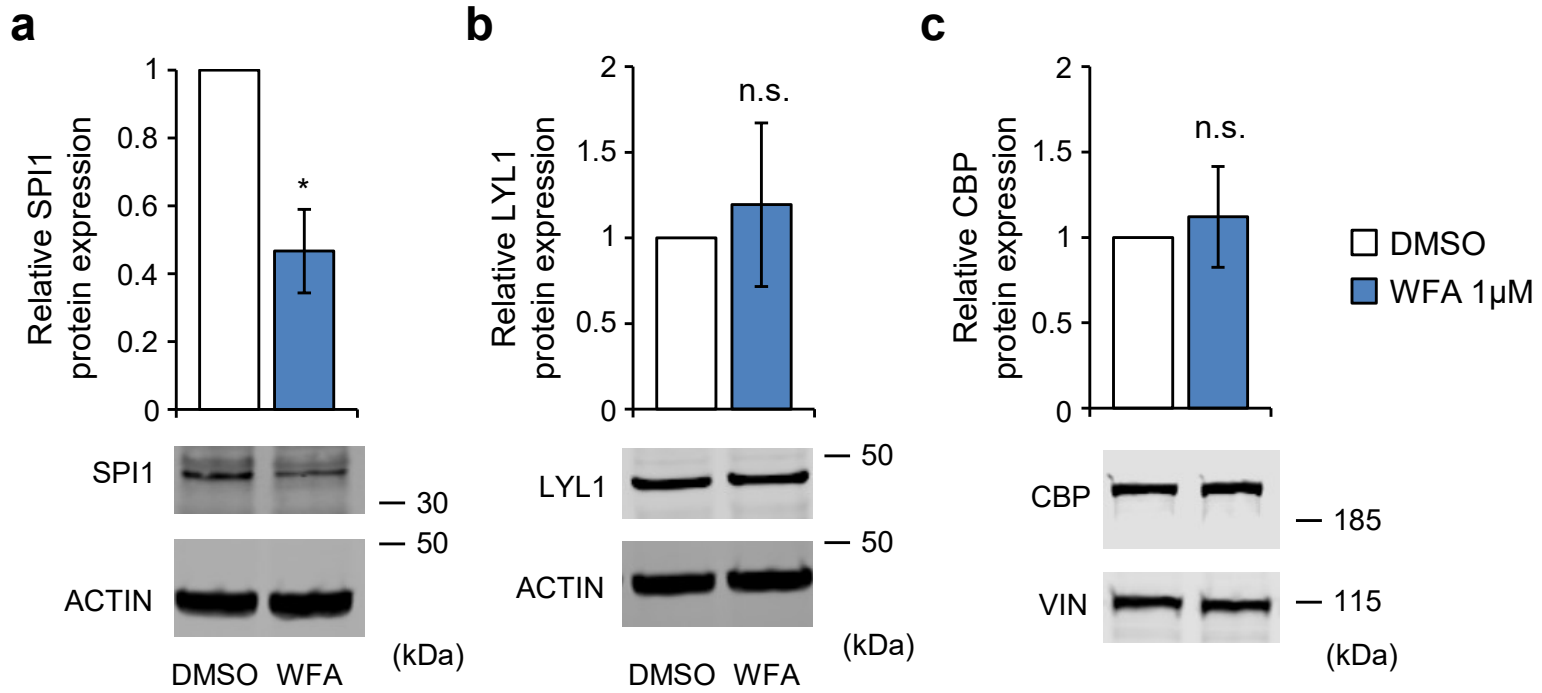 a
Relative SPI1
protein expression
1
0.8
0.6
0.4
0.2
0
*
SPI1
— 30
— 50
ACTIN
DMSO WFA
(kDa)
b
Relative LYL1
protein expression
2
1.5
1
0.5
0
n.s.
LYL1
— 50
— 50
ACTIN
DMSO WFA
(kDa)
c
Relative CBP
protein expression
2
1.5
1
0.5
0
n.s.
CBP
— 185
VIN
— 115
(kDa)
DMSO
WFA 1µM